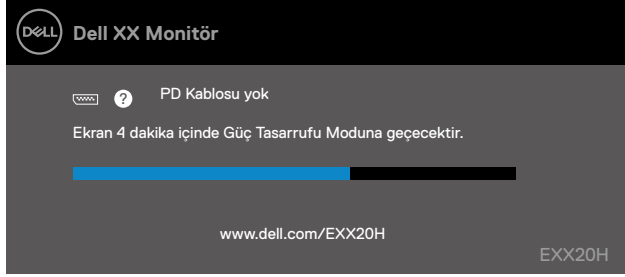 DELL Dell XX Monitör
? PD Kablosu yok
Ekran 4 dakika içinde Güç Tasarrufu Moduna geçecektir.
www.dell.com/EXX20H
EXX20H